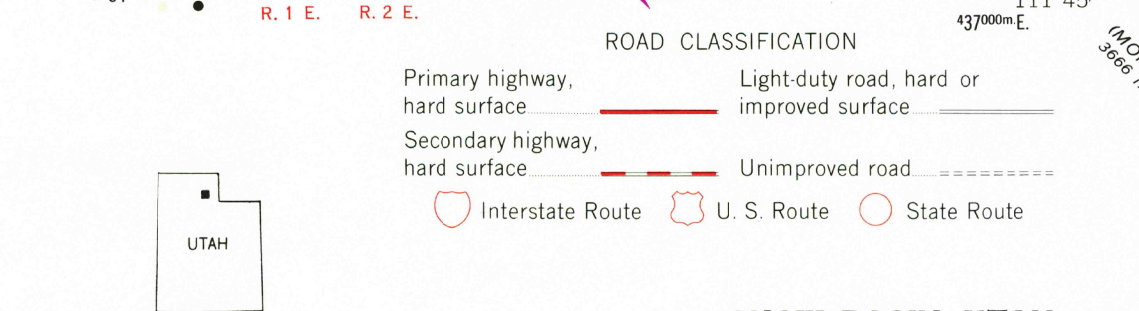 R. 1 E. R. 2 E.
437000m.E.
ROAD CLASSIFICATION
Primary highway,
hard surface
Light-duty road, hard or
improved surface
Secondary highway,
hard surface
Unimproved road
Interstate Route
U. S. Route
State Route
UTAH
3666